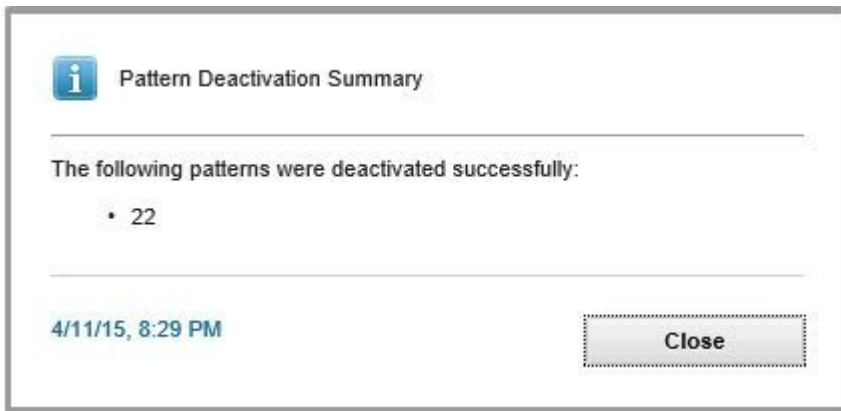 Pattern Deactivation Summary
The following patterns were deactivated successfully:
• 22
4/11/15, 8:29 PM
Close